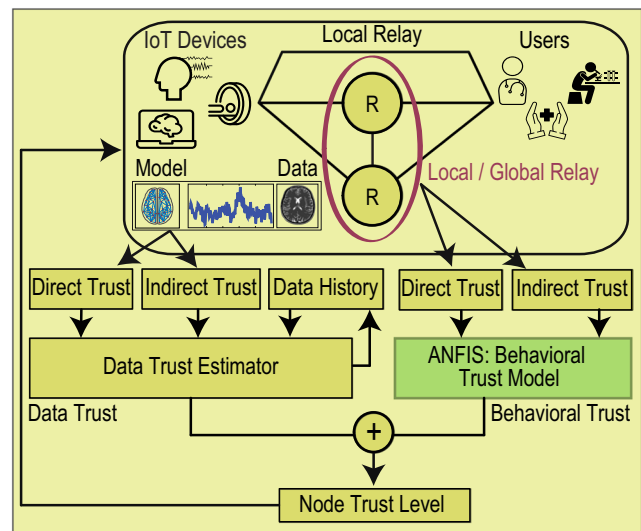 IoT Devices
Local Relay
Users
R
Local / Global Relay
Model
Data
R
Direct Trust
Indirect Trust
Data History
Direct Trust
Indirect Trust
Data Trust Estimator
ANFIS: Behavioral
Trust Model
Data Trust
Behavioral Trust
+
Node Trust Level